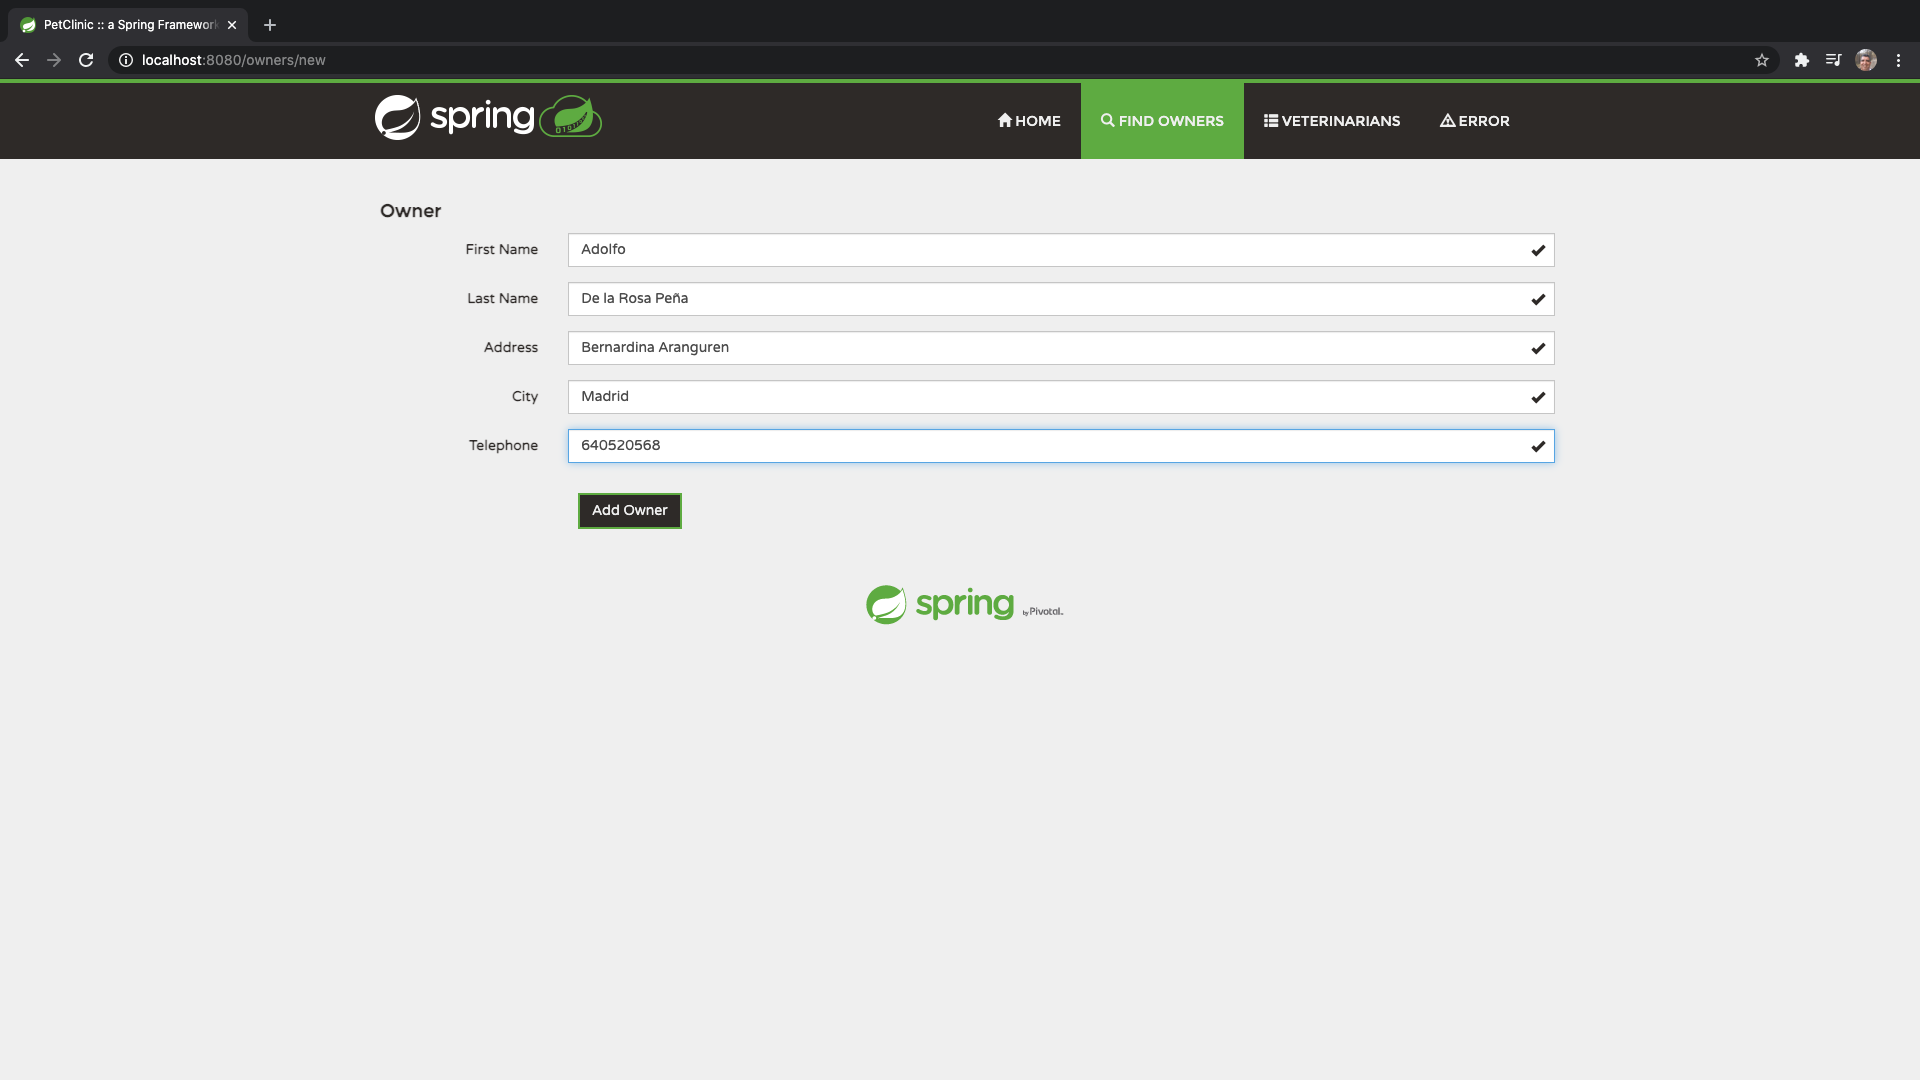 PetClinic :: a Spring Framework
localhost:8080/owners/new
spring
HOME
FIND OWNERS
VETERINARIANS
ERROR
Owner
First Name
Adolfo
Last Name
De la Rosa Peña
Address
Bernardina Aranguren
City
Madrid
Telephone
640520568
Add Owner
spring by Pivotal.